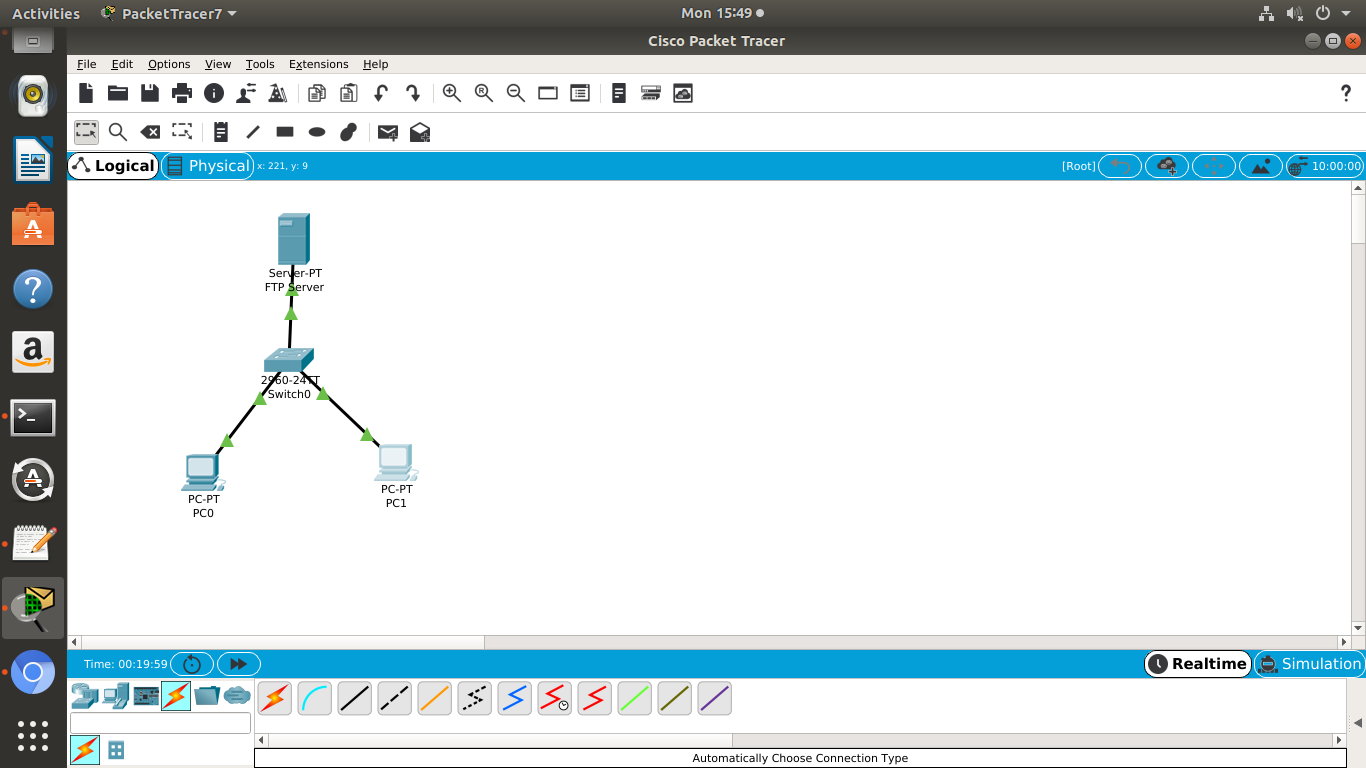 Activities PacketTracer7 Mon 15:49
Cisco Packet Tracer
File Edit Options View Tools Extensions Help
?
Logical Physical x: 221, y: 9 [Root] 10:00:00
Server-PT
FTP Server
2960-24TT
Switch0
PC-PT
PC1
PC-PT
PC0
Time: 00:19:59 Realtime Simulation
Automatically Choose Connection Type